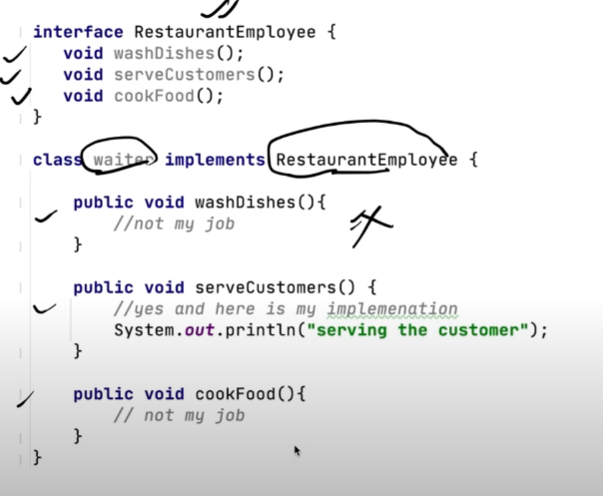 interface RestaurantEmployee {
void washDishes();
void serveCustomers();
void cookFood();
}
class waiter implements RestaurantEmployee {
public void washDishes(){
//not my job
}
public void serveCustomers() {
//yes and here is my implemenation
System.out.println("serving the customer");
}
public void cookFood(){
// not my job
}
}